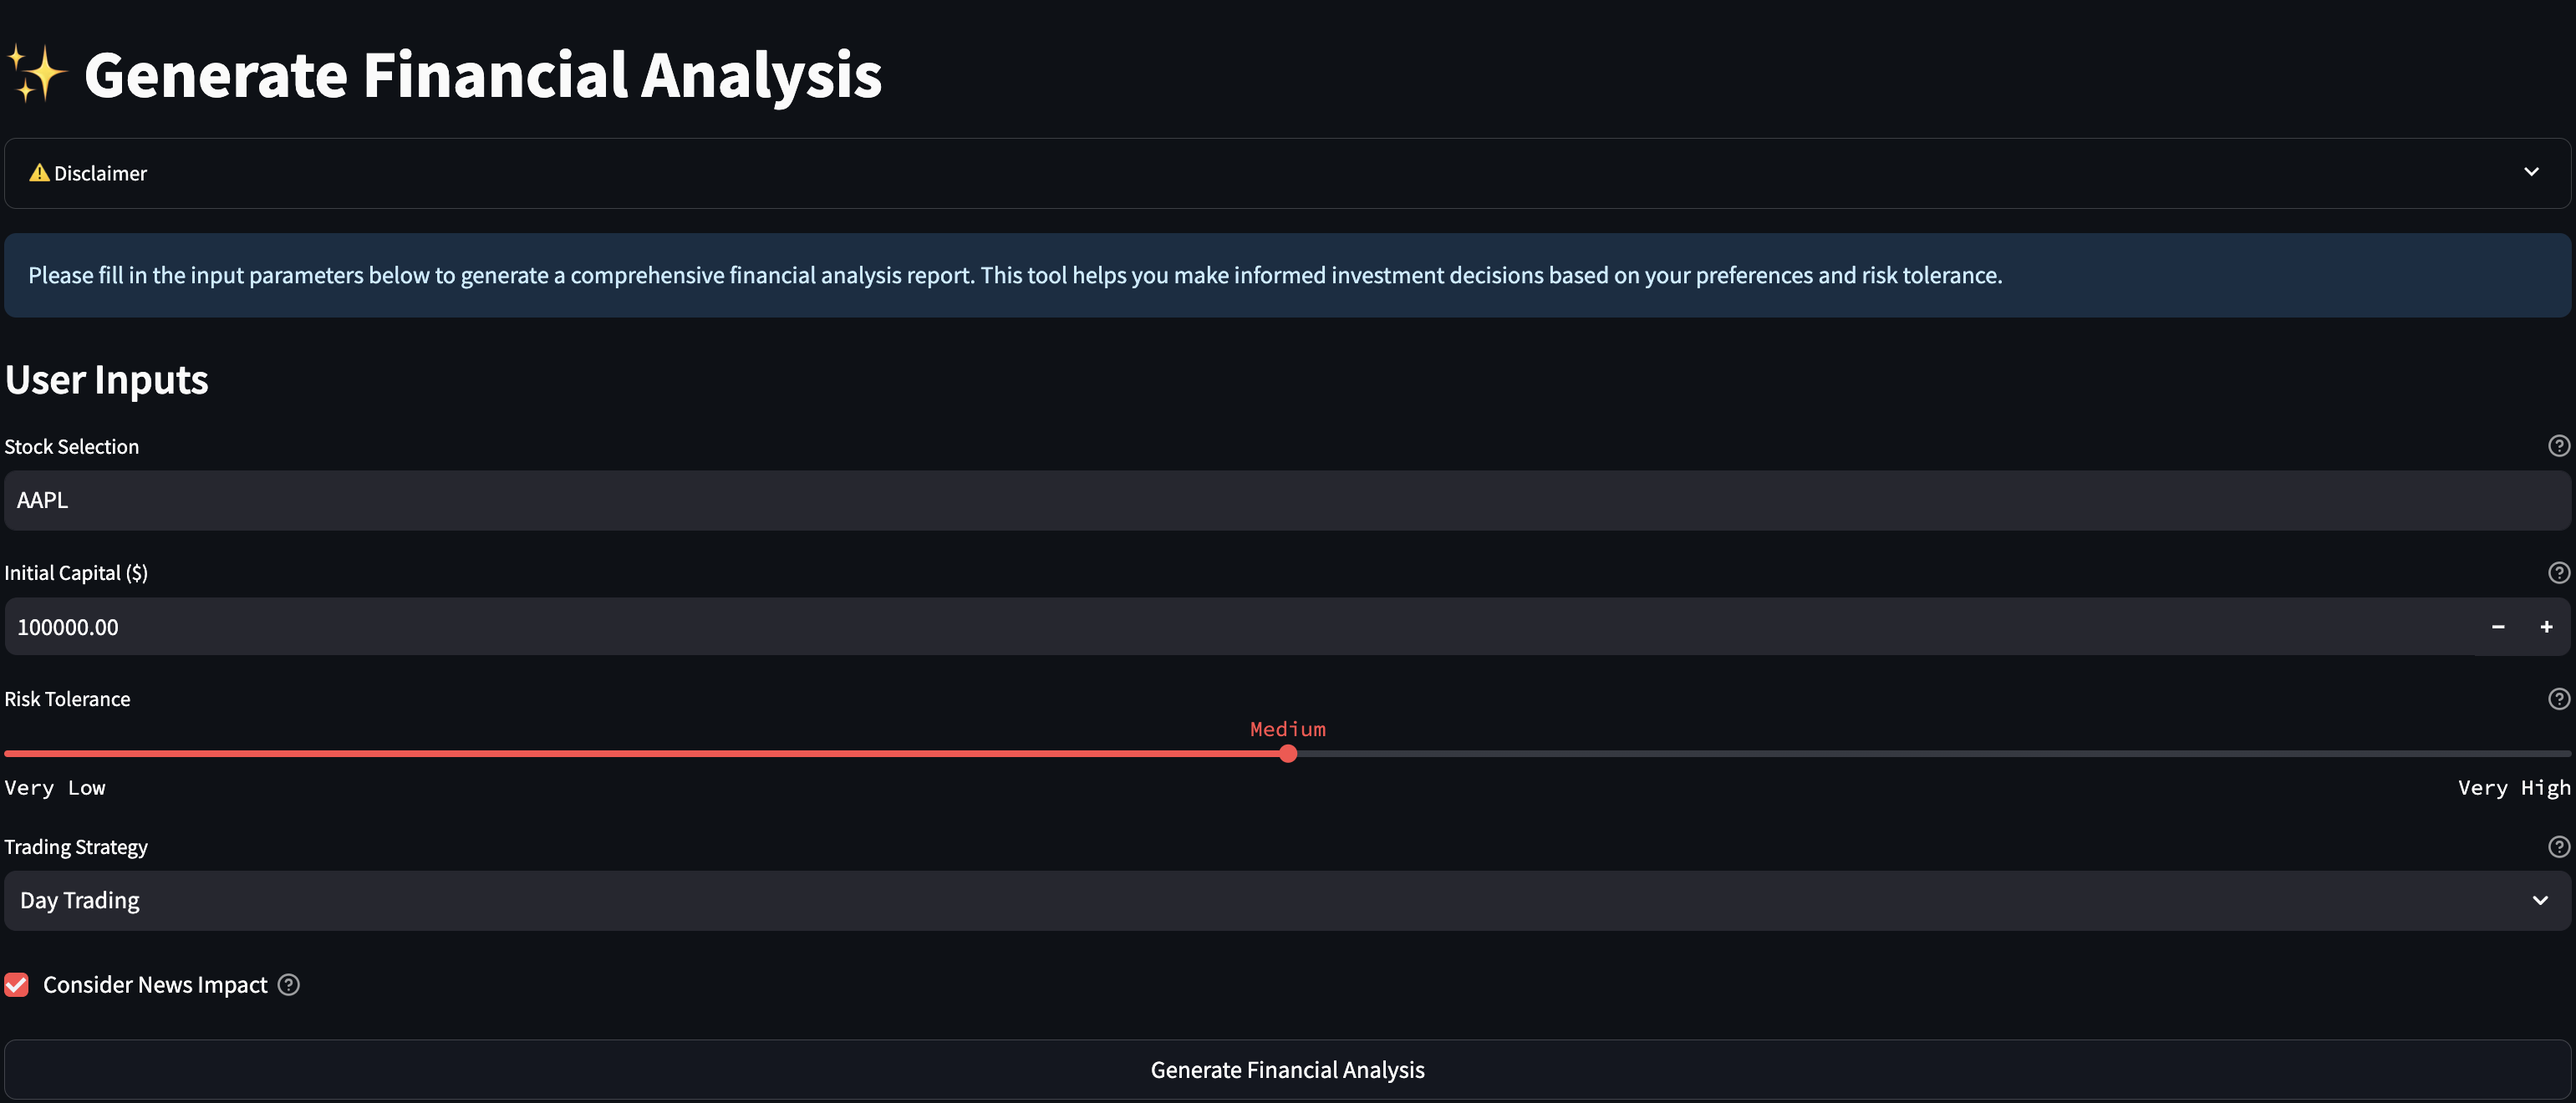 ✨ Generate Financial Analysis
⚠️ Disclaimer
Please fill in the input parameters below to generate a comprehensive financial analysis report. This tool helps you make informed investment decisions based on your preferences and risk tolerance.
User Inputs
Stock Selection
AAPL
Initial Capital ($)
100000.00
Risk Tolerance
Medium
Very Low
Very High
Trading Strategy
Day Trading
Consider News Impact
Generate Financial Analysis